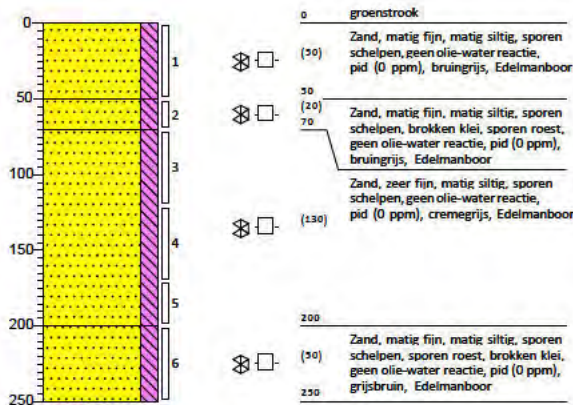 0
50
100
150
200
250
1
2
3
4
5
6
0 groenstrook
(50)
Zand, matig fijn, matig siltig, sporen
schelpen, geen olie-water reactie,
pid (0 ppm), bruingrijs, Edelmanboor
50
(20)
70
Zand, matig fijn, matig siltig, sporen
schelpen, brokken klei, sporen roest,
geen olie-water reactie, pid (0 ppm),
bruingrijs, Edelmanboor
(130)
Zand, zeer fijn, matig siltig, sporen
schelpen, geen olie-water reactie,
pid (0 ppm), cremegrijs, Edelmanboor
200
(50)
Zand, matig fijn, matig siltig, sporen
schelpen, sporen roest, brokken klei,
geen olie-water reactie, pid (0 ppm),
grijsbruin, Edelmanboor
250